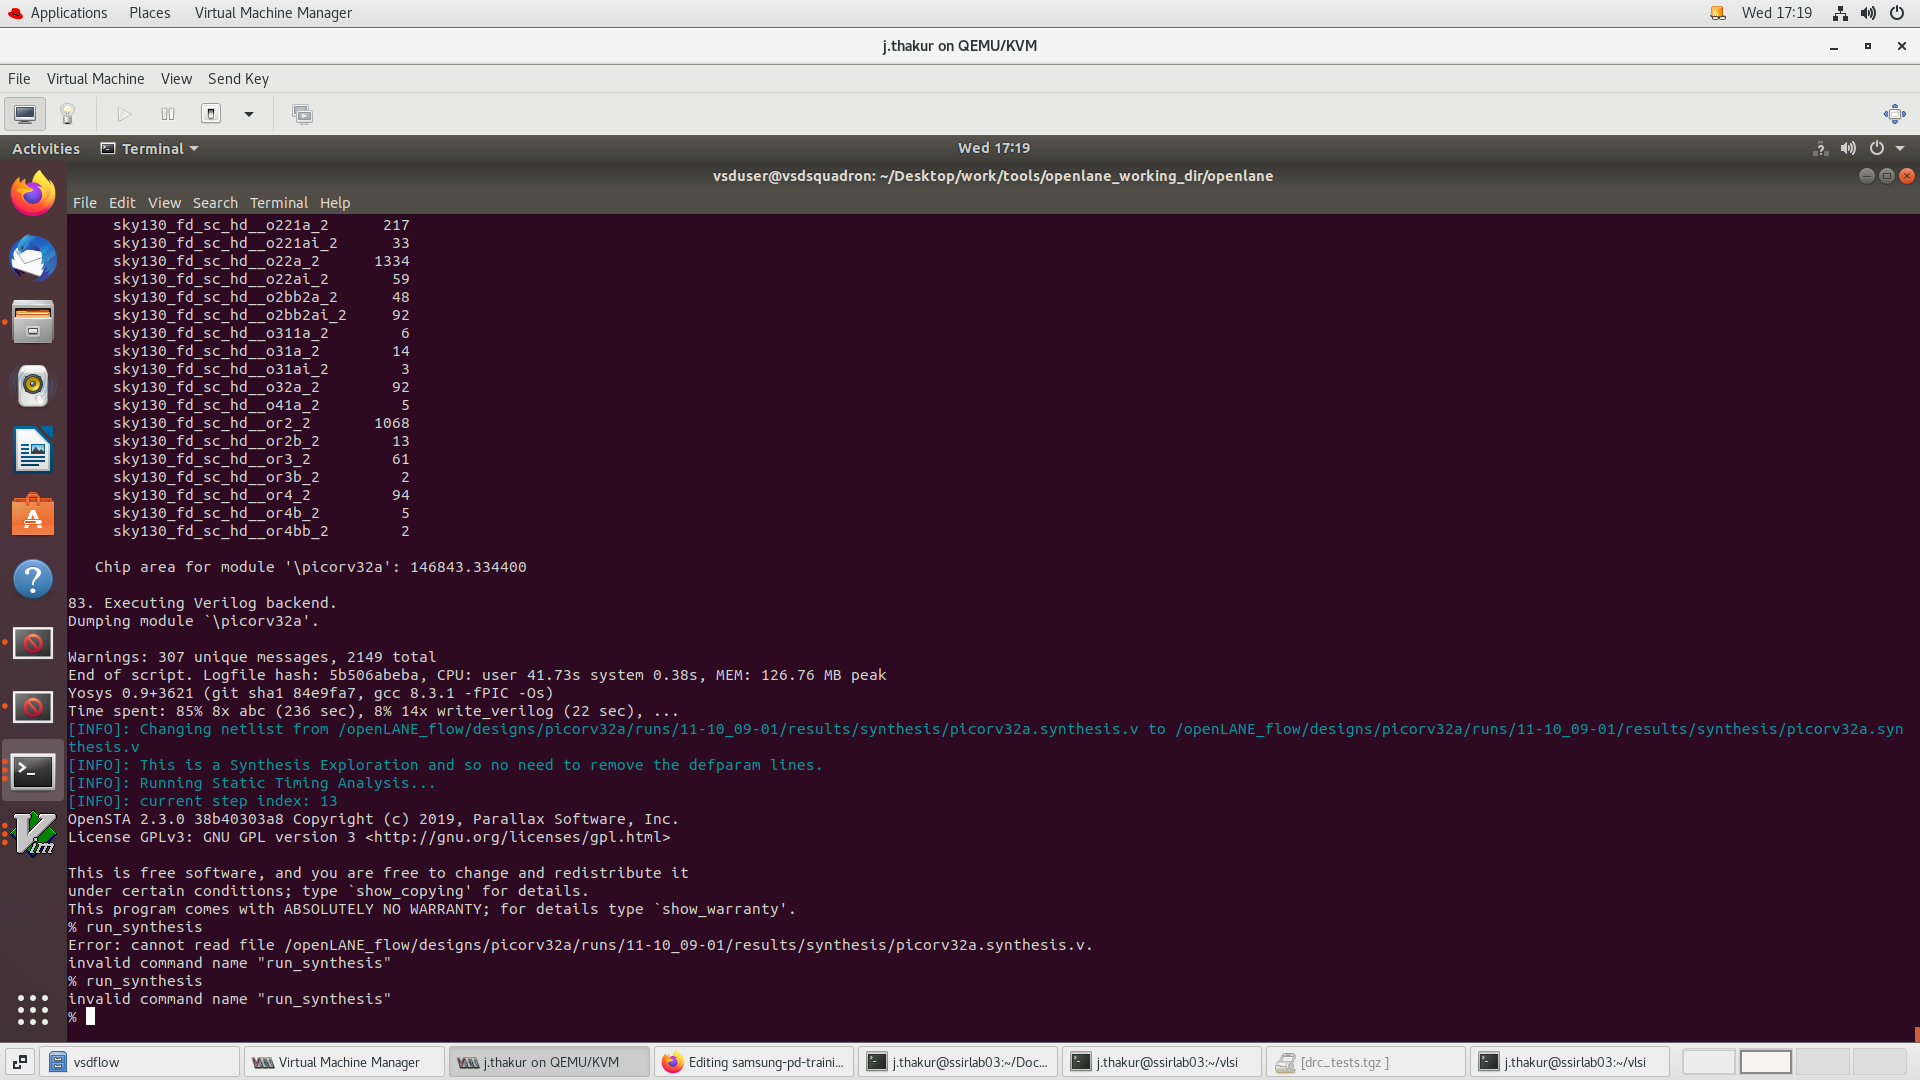 Applications Places Virtual Machine Manager Wed 17:19
j.thakur on QEMU/KVM
File Virtual Machine View Send Key
Activities Terminal Wed 17:19
vsduser@vsdsquadron: ~/Desktop/work/tools/openlane_working_dir/openlane
File Edit View Search Terminal Help
sky130_fd_sc_hd__o221a_2 217
sky130_fd_sc_hd__o221ai_2 33
sky130_fd_sc_hd__o22a_2 1334
sky130_fd_sc_hd__o22ai_2 59
sky130_fd_sc_hd__o2bb2a_2 48
sky130_fd_sc_hd__o2bb2ai_2 92
sky130_fd_sc_hd__o311a_2 6
sky130_fd_sc_hd__o31a_2 14
sky130_fd_sc_hd__o31ai_2 3
sky130_fd_sc_hd__o32a_2 92
sky130_fd_sc_hd__o41a_2 5
sky130_fd_sc_hd__or2_2 1068
sky130_fd_sc_hd__or2b_2 13
sky130_fd_sc_hd__or3_2 61
sky130_fd_sc_hd__or3b_2 2
sky130_fd_sc_hd__or4_2 94
sky130_fd_sc_hd__or4b_2 5
sky130_fd_sc_hd__or4bb_2 2
Chip area for module '\picorv32a': 146843.334400
83. Executing Verilog backend.
Dumping module `\picorv32a'.
Warnings: 307 unique messages, 2149 total
End of script. Logfile hash: 5b506abeba, CPU: user 41.73s system 0.38s, MEM: 126.76 MB peak
Yosys 0.9+3621 (git sha1 84e9fa7, gcc 8.3.1 -fPIC -Os)
Time spent: 85% 8x abc (236 sec), 8% 14x write_verilog (22 sec), ...
[INFO]: Changing netlist from /openLANE_flow/designs/picorv32a/runs/11-10_09-01/results/synthesis/picorv32a.synthesis.v to /openLANE_flow/designs/picorv32a/runs/11-10_09-01/results/synthesis/picorv32a.syn
thesis.v
[INFO]: This is a Synthesis Exploration and so no need to remove the defparam lines.
[INFO]: Running Static Timing Analysis...
[INFO]: current step index: 13
OpenSTA 2.3.0 38b40303a8 Copyright (c) 2019, Parallax Software, Inc.
License GPLv3: GNU GPL version 3 <http://gnu.org/licenses/gpl.html>
This is free software, and you are free to change and redistribute it
under certain conditions; type `show_copying' for details.
This program comes with ABSOLUTELY NO WARRANTY; for details type `show_warranty'.
% run_synthesis
Error: cannot read file /openLANE_flow/designs/picorv32a/runs/11-10_09-01/results/synthesis/picorv32a.synthesis.v.
invalid command name "run_synthesis"
% run_synthesis
invalid command name "run_synthesis"
%
vsdflow Virtual Machine Manager j.thakur on QEMU/KVM Editing samsung-pd-traini... j.thakur@ssirlab03:~/Doc... j.thakur@ssirlab03:~/vlsi [drc_tests.tgz ] j.thakur@ssirlab03:~/vlsi